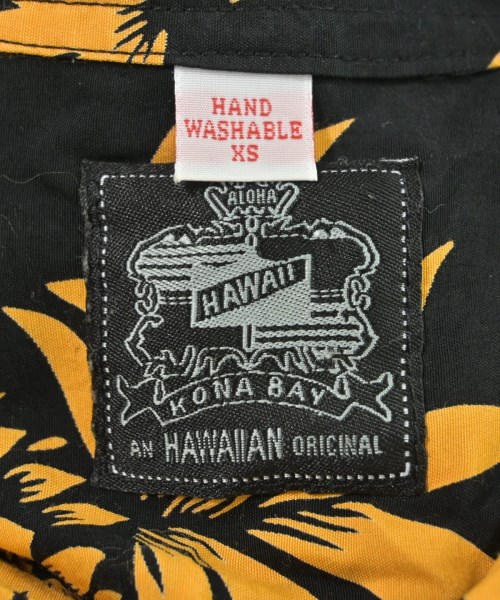 HAND
WASHABLE
XS
ALOHA
HAWAII
KONA BAY
AN HAWAIIAN ORIGINAL